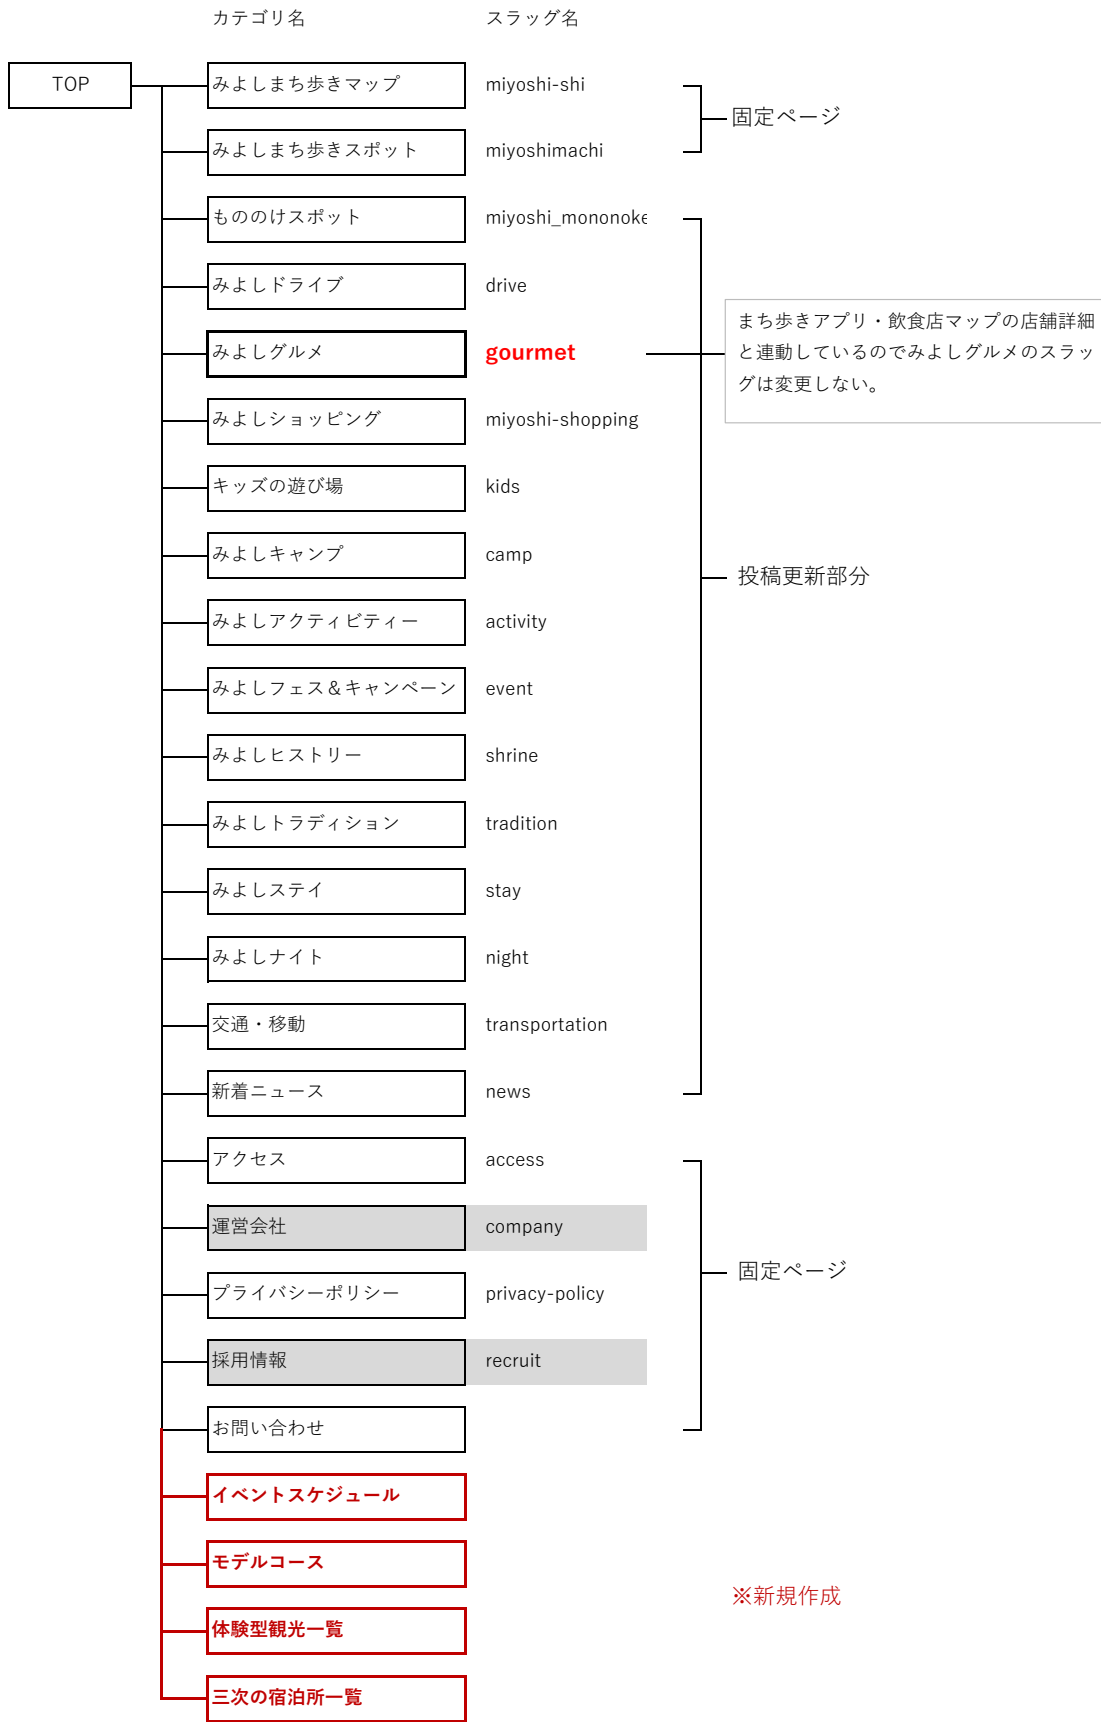 カテゴリ名 スラッグ名
TOP
みよしまち歩きマップ miyoshi-shi
固定ページ
みよしまち歩きスポット miyoshimachi
もののけスポット miyoshi_mononoke
みよしドライブ drive
みよしグルメ gourmet
まち歩きアプリ・飲食店マップの店舗詳細
と連動しているのでみよしグルメのスラッ
グは変更しない。
みよしショッピング miyoshi-shopping
キッズの遊び場 kids
みよしキャンプ camp
投稿更新部分
みよしアクティビティー activity
みよしフェス＆キャンペーン event
みよしヒストリー shrine
みよしトラディション tradition
みよしステイ stay
みよしナイト night
交通・移動 transportation
新着ニュース news
アクセス access
運営会社 company
固定ページ
プライバシーポリシー privacy-policy
採用情報 recruit
お問い合わせ
イベントスケジュール
モデルコース
※新規作成
体験型観光一覧
三次の宿泊所一覧